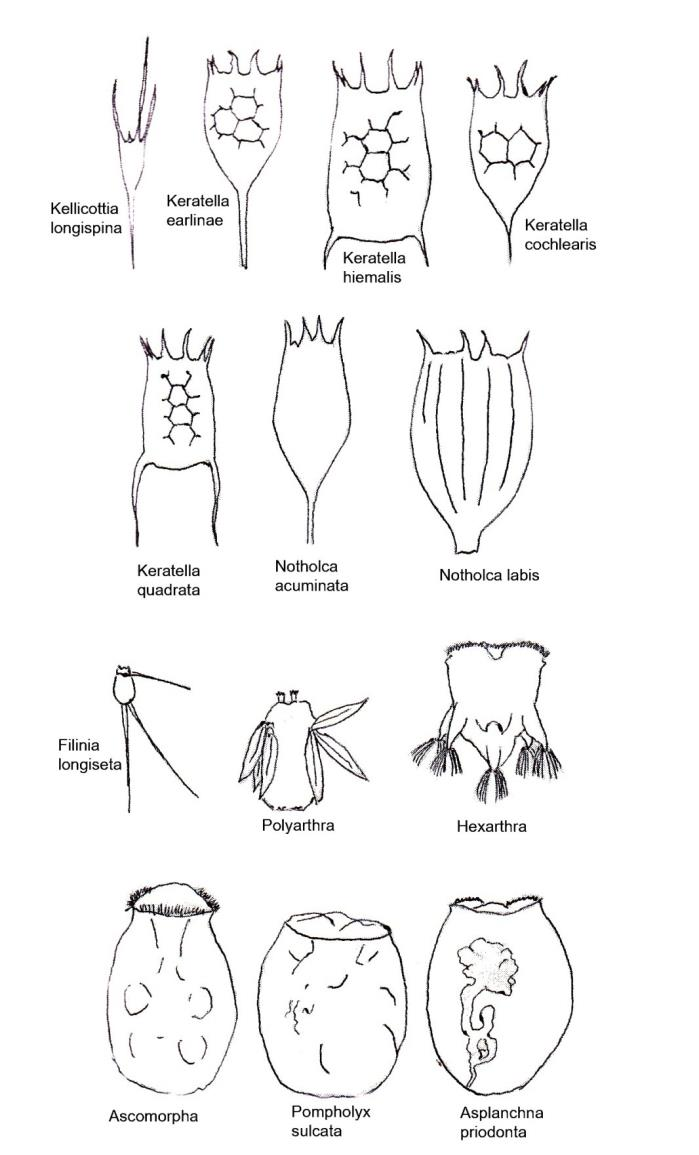 Kellicottia
longispina
Keratella
earlinae
Keratella
hiemalis
Keratella
cochlearis
Keratella
quadrata
Notholca
acuminata
Notholca labis
Filinia
longiseta
Polyarthra
Hexarthra
Ascomorpha
Pompholyx
sulcata
Asplanchna
priodonta